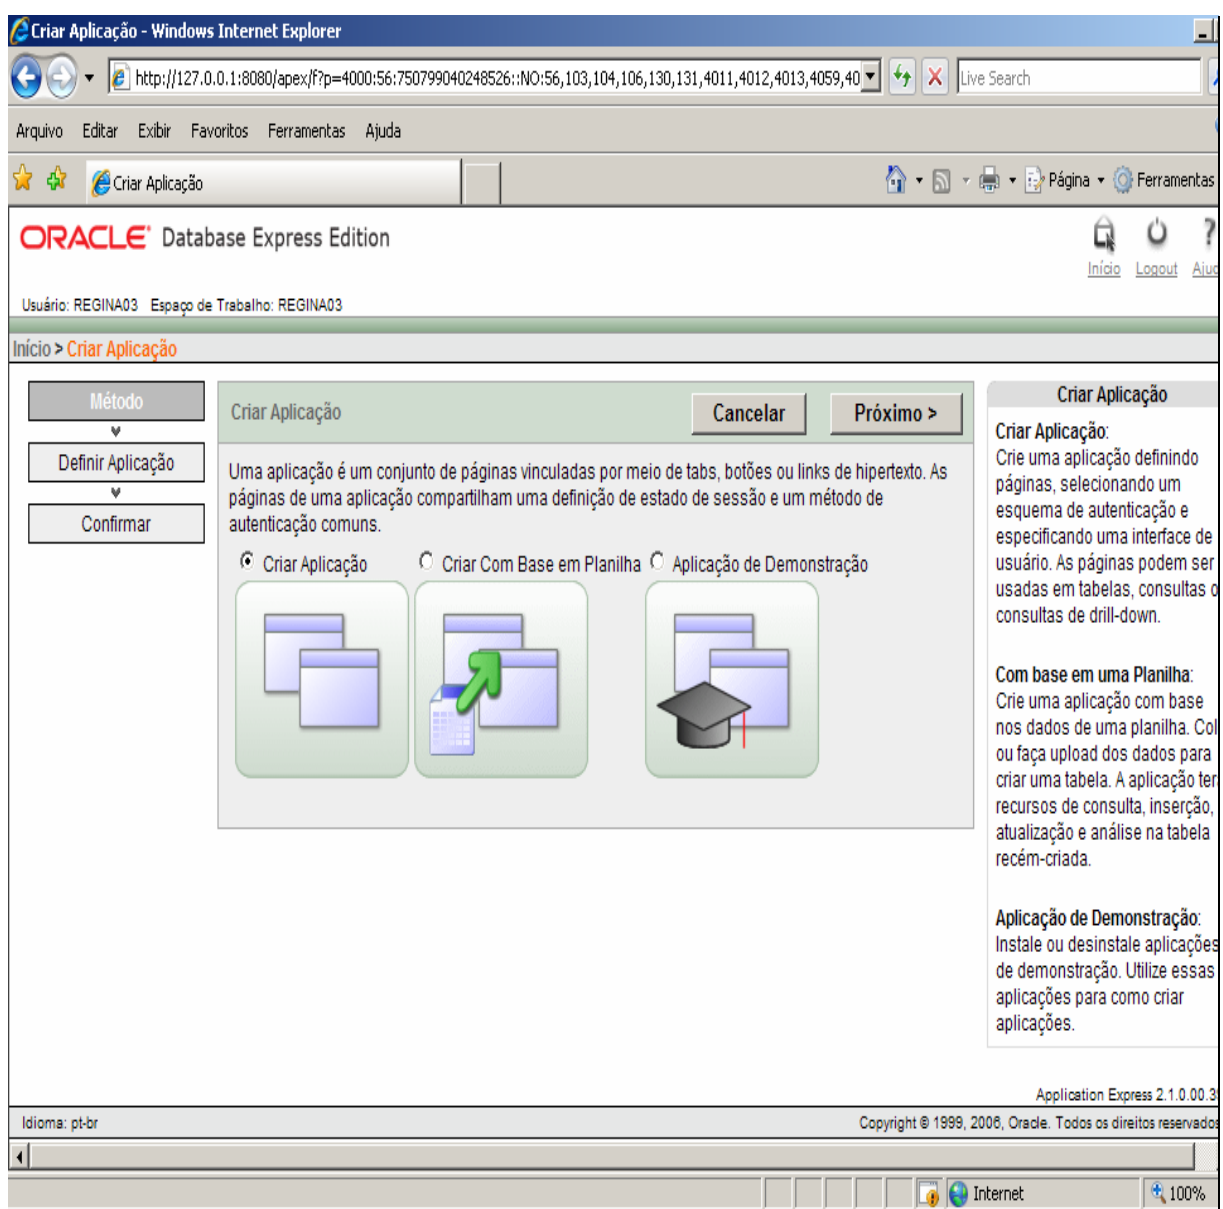 Criar Aplicação - Windows Internet Explorer
http://127.0.0.1:8080/apex/f?p=4000:56:750799040248526::NO:56,103,104,106,130,131,4011,4012,4013,4059,40
Live Search
Arquivo Editar Exibir Favoritos Ferramentas Ajuda
Criar Aplicação
Página Ferramentas
ORACLE Database Express Edition
Início Logout
Usuário: REGINA03 Espaço de Trabalho: REGINA03
Início > Criar Aplicação
Método
Definir Aplicação
Confirmar
Criar Aplicação
Cancelar
Próximo >
Uma aplicação é um conjunto de páginas vinculadas por meio de tabs, botões ou links de hipertexto. As
páginas de uma aplicação compartilham uma definição de estado de sessão e um método de
autenticação comuns.
Criar Aplicação Criar Com Base em Planilha Aplicação de Demonstração
Criar Aplicação
Criar Aplicação:
Crie uma aplicação definindo
páginas, selecionando um
esquema de autenticação e
especificando uma interface de
usuário. As páginas podem ser
usadas em tabelas, consultas
consultas de drill-down.
Com base em uma Planilha:
Crie uma aplicação com base
nos dados de uma planilha.
ou faça upload dos dados para
criar uma tabela. A aplicação
recursos de consulta, inserção,
atualização e análise na tabela
recém-criada.
Aplicação de Demonstração:
Instale ou desinstale aplicações
de demonstração. Utilize essas
aplicações para como criar
aplicações.
Application Express 2.1.0.00.3
Idioma: pt-br
Copyright © 1999, 2006, Oracle. Todos os direitos reservados
Internet
100%